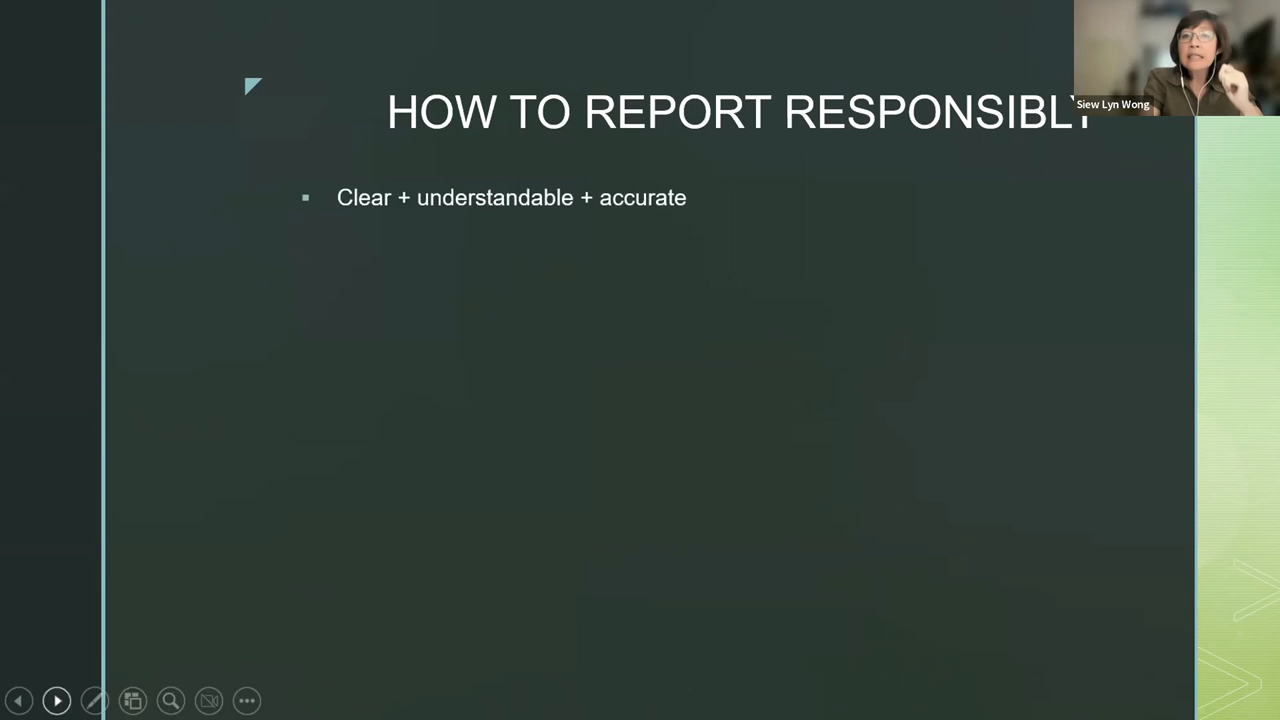 HOW TO REPORT RESPONSIBLY
Siew Lyn Wong
Clear + understandable + accurate